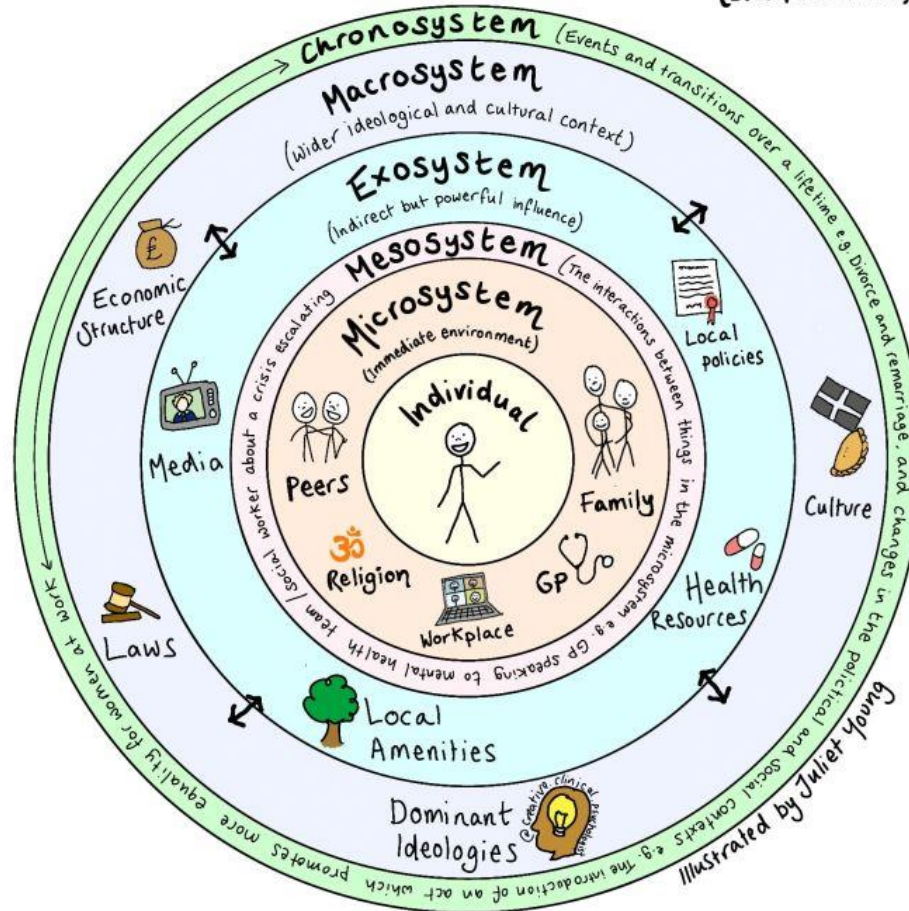 Chronosystem (Events and transitions over a lifetime e.g. Divorce and remarriage, and changes in the polictical and social contexts e.g. The introduction of an act which promotes more equality for women at work
Macrosystem
(Wider ideological and cultural context)
Exosystem
(Indirect but powerful influence)
Mesosystem (The interactions between things in the microsystem e.g. GP speaking to mental health team / social worker about a crisis escalating
Microsystem
(Immediate environment)
Individual
£
Economic
Structure
Local
policies
Media
Peers
Family
Culture
ॐ
Religion
GP
Workplace
Health
Resources
Laws
Local
Amenities
Dominant
Ideologies
@creative.clinical.psychologist
Illustrated by Juliet Young